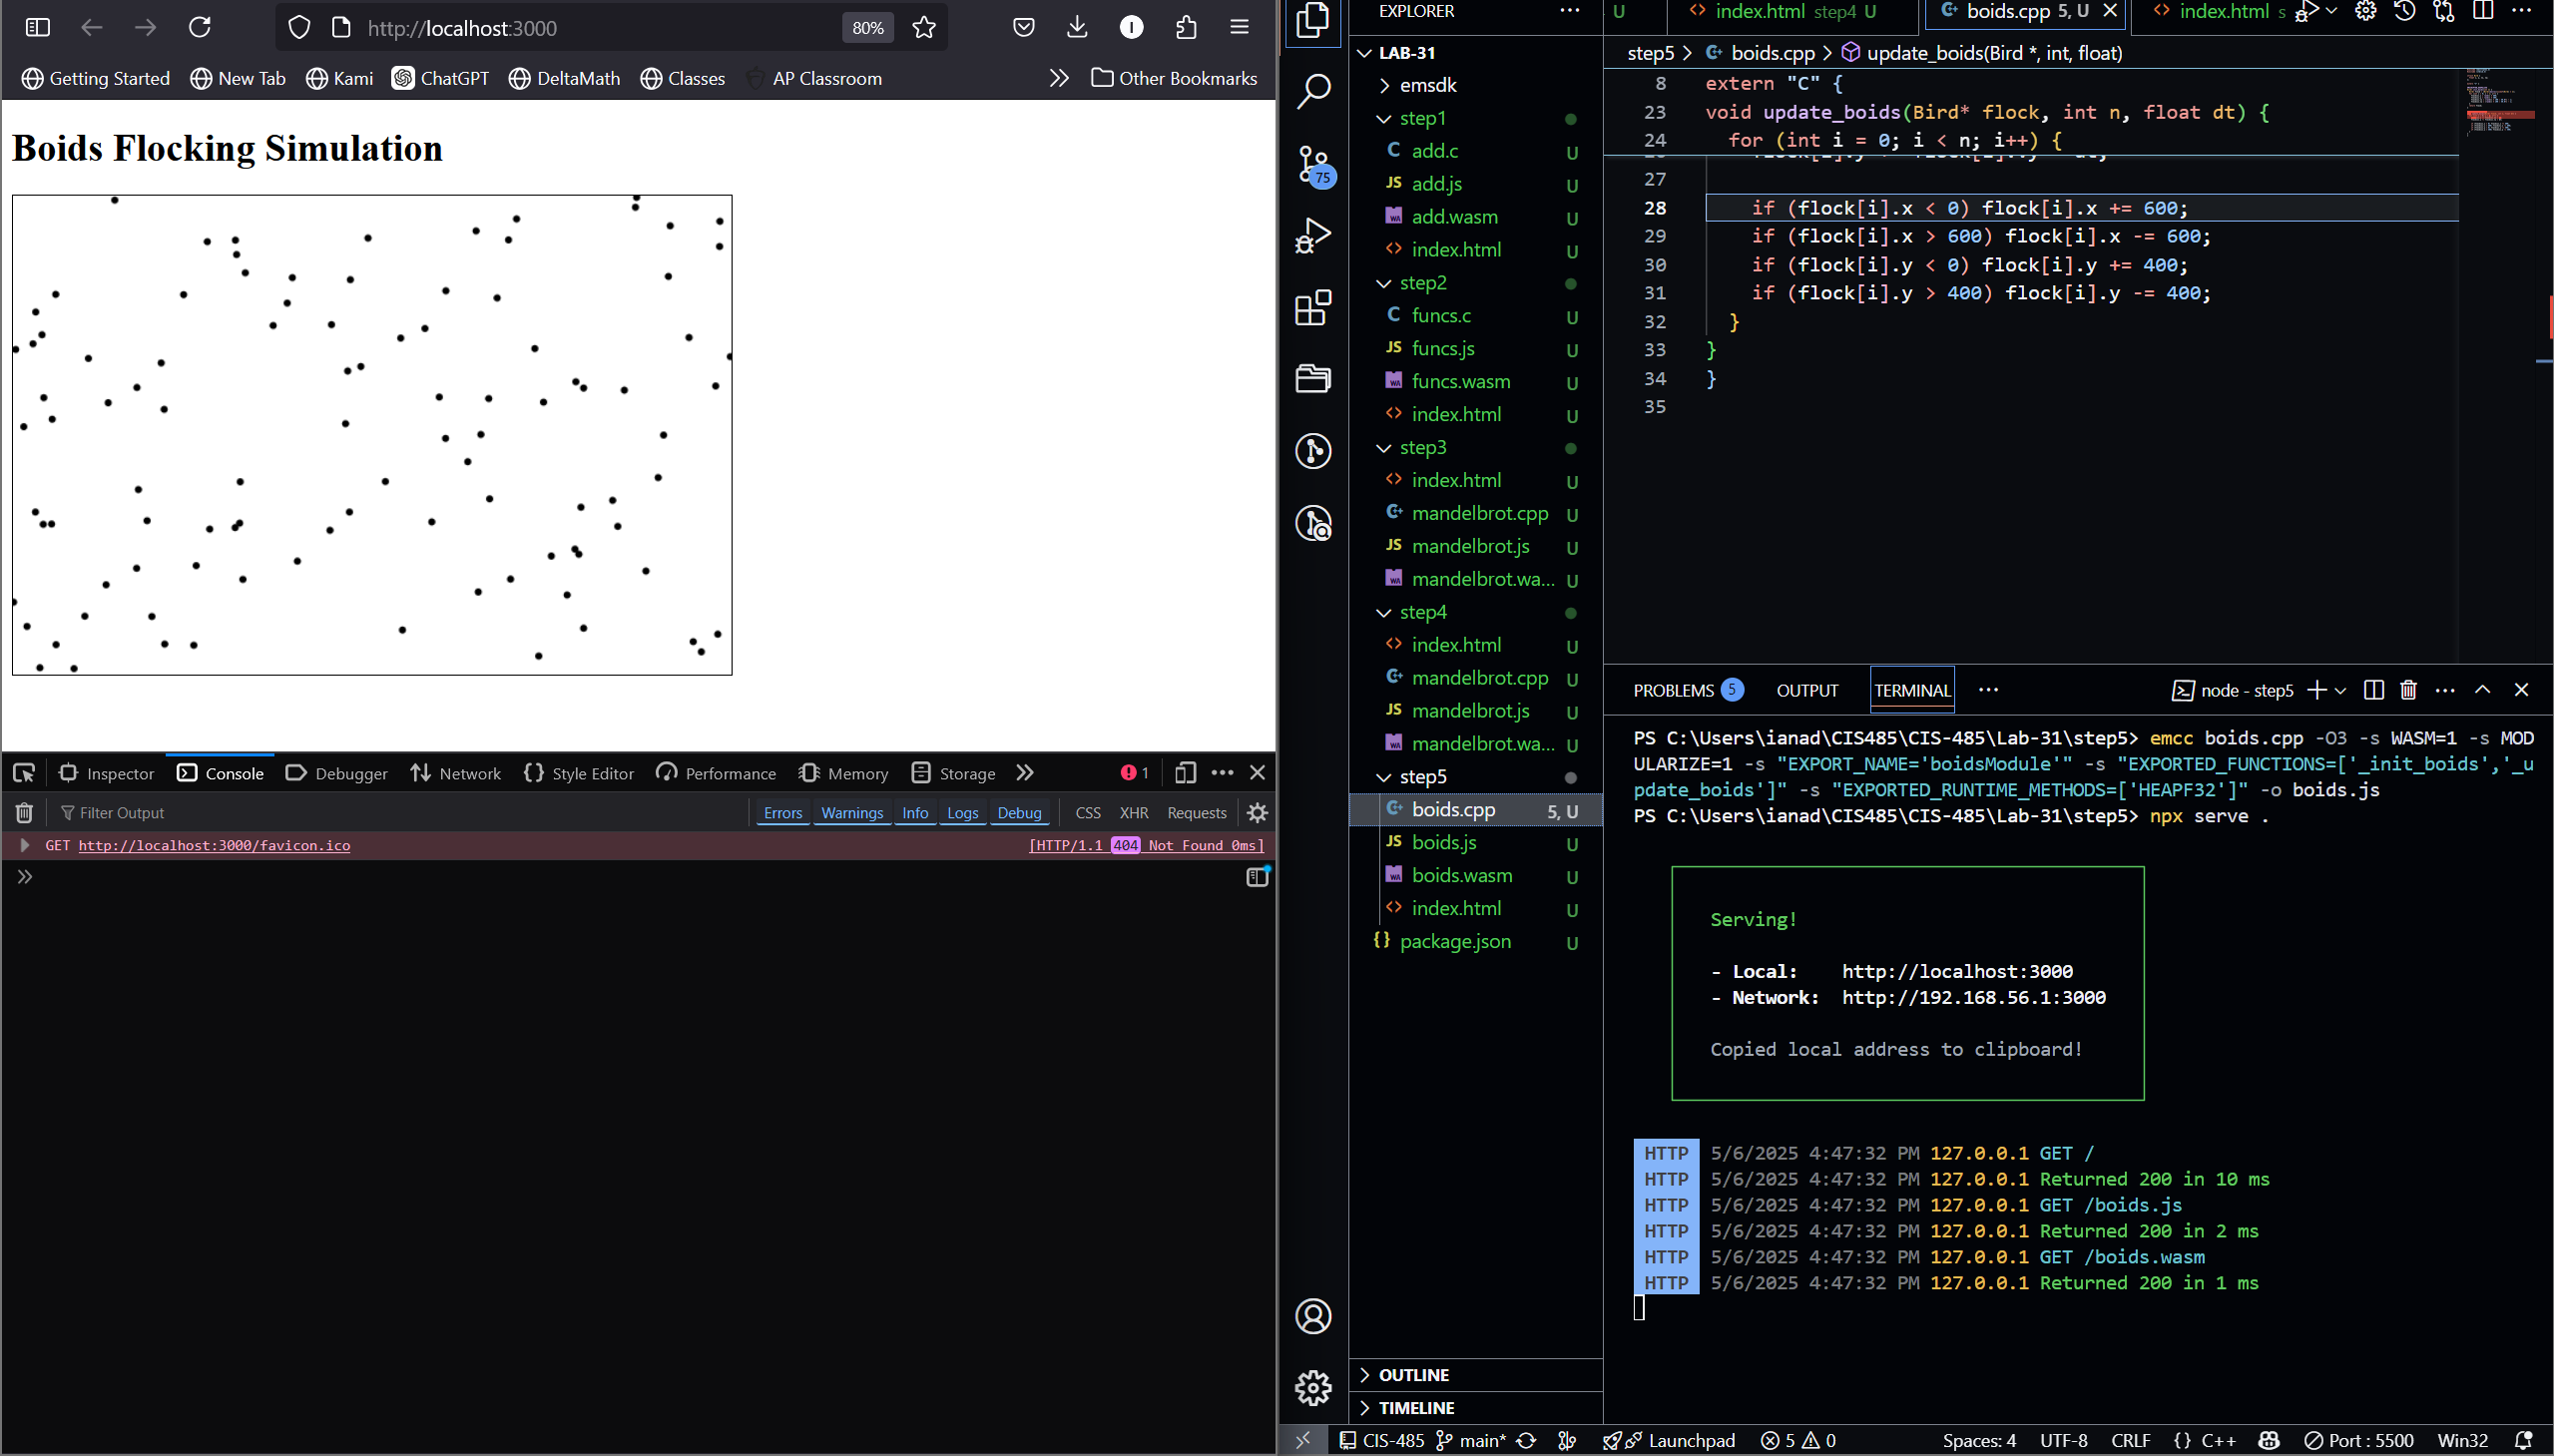 http://localhost:3000
80%
Getting Started
New Tab
Kami
ChatGPT
DeltaMath
Classes
AP Classroom
Other Bookmarks
Boids Flocking Simulation
Inspector
Console
Debugger
Network
Style Editor
Performance
Memory
Storage
1
Filter Output
Errors
Warnings
Info
Logs
Debug
CSS
XHR
Requests
GET http://localhost:3000/favicon.ico
[HTTP/1.1 404 Not Found 0ms]
75
EXPLORER
LAB-31
emsdk
step1
C add.c U
JS add.js U
WA add.wasm U
<> index.html U
step2
C funcs.c U
JS funcs.js U
WA funcs.wasm U
<> index.html U
step3
<> index.html U
mandelbrot.cpp U
JS mandelbrot.js U
WA mandelbrot.wa... U
step4
<> index.html U
mandelbrot.cpp U
JS mandelbrot.js U
WA mandelbrot.wa... U
step5
boids.cpp 5, U
JS boids.js U
WA boids.wasm U
<> index.html U
{} package.json U
OUTLINE
TIMELINE
U
<> index.html step4 U
boids.cpp 5, U
<> index.html s
step5 > boids.cpp > update_boids(Bird *, int, float)
8 extern "C" {
23 void update_boids(Bird* flock, int n, float dt) {
24 for (int i = 0; i < n; i++) {
27
28 if (flock[i].x < 0) flock[i].x += 600;
29 if (flock[i].x > 600) flock[i].x -= 600;
30 if (flock[i].y < 0) flock[i].y += 400;
31 if (flock[i].y > 400) flock[i].y -= 400;
32 }
33 }
34 }
35
PROBLEMS 5
OUTPUT
TERMINAL
node - step5
PS C:\Users\ianad\CIS485\CIS-485\Lab-31\step5> emcc boids.cpp -O3 -s WASM=1 -s MOD
ULARIZE=1 -s "EXPORT_NAME='boidsModule'" -s "EXPORTED_FUNCTIONS=['_init_boids','_u
pdate_boids']" -s "EXPORTED_RUNTIME_METHODS=['HEAPF32']" -o boids.js
PS C:\Users\ianad\CIS485\CIS-485\Lab-31\step5> npx serve .
Serving!
- Local: http://localhost:3000
- Network: http://192.168.56.1:3000
Copied local address to clipboard!
HTTP 5/6/2025 4:47:32 PM 127.0.0.1 GET /
HTTP 5/6/2025 4:47:32 PM 127.0.0.1 Returned 200 in 10 ms
HTTP 5/6/2025 4:47:32 PM 127.0.0.1 GET /boids.js
HTTP 5/6/2025 4:47:32 PM 127.0.0.1 Returned 200 in 2 ms
HTTP 5/6/2025 4:47:32 PM 127.0.0.1 GET /boids.wasm
HTTP 5/6/2025 4:47:32 PM 127.0.0.1 Returned 200 in 1 ms
CIS-485
main*
Launchpad
5
0
Spaces: 4
UTF-8
CRLF
{} C++
Port : 5500
Win32